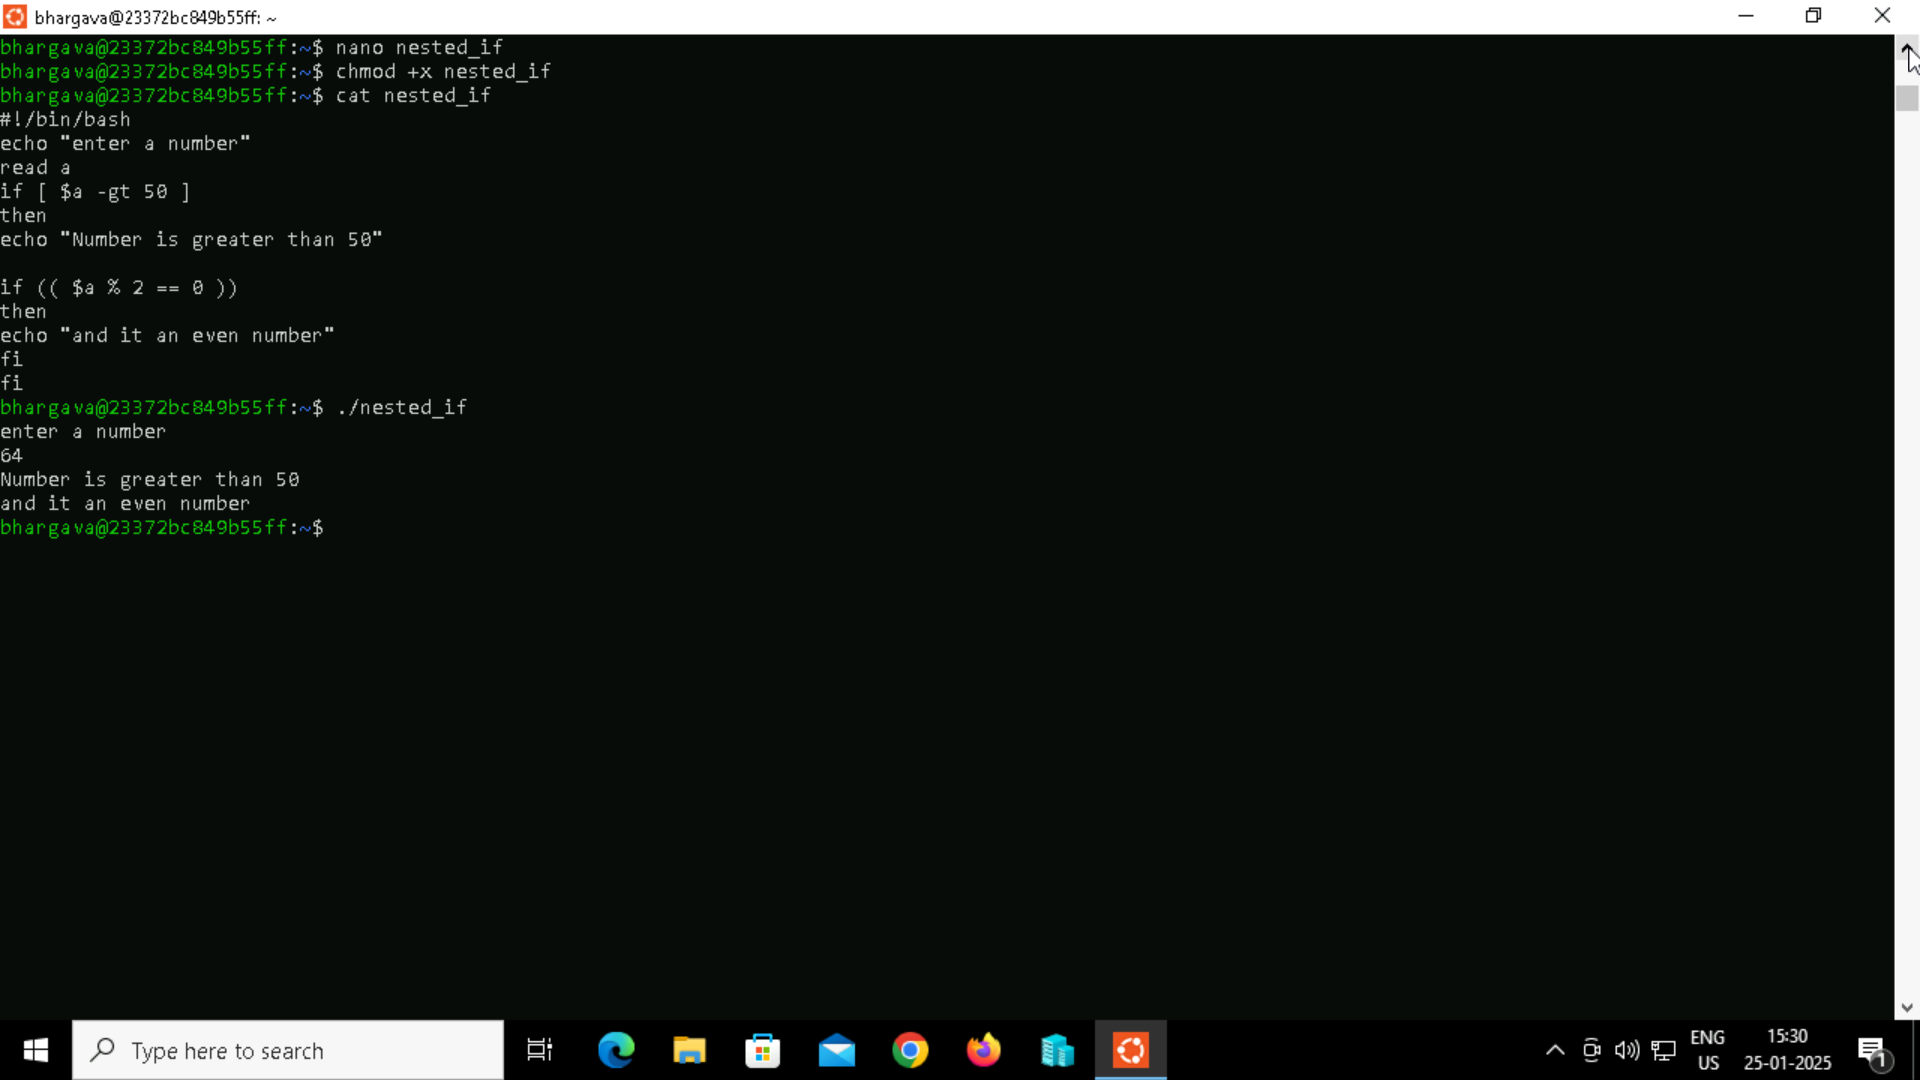 bhargava@23372bc849b55ff: ~
bhargava@23372bc849b55ff:~$ nano nested_if
bhargava@23372bc849b55ff:~$ chmod +x nested_if
bhargava@23372bc849b55ff:~$ cat nested_if
#!/bin/bash
echo "enter a number"
read a
if [ $a -gt 50 ]
then
echo "Number is greater than 50"
if (( $a % 2 == 0 ))
then
echo "and it an even number"
fi
fi
bhargava@23372bc849b55ff:~$ ./nested_if
enter a number
64
Number is greater than 50
and it an even number
bhargava@23372bc849b55ff:~$
Type here to search
ENG
US
15:30
25-01-2025
1